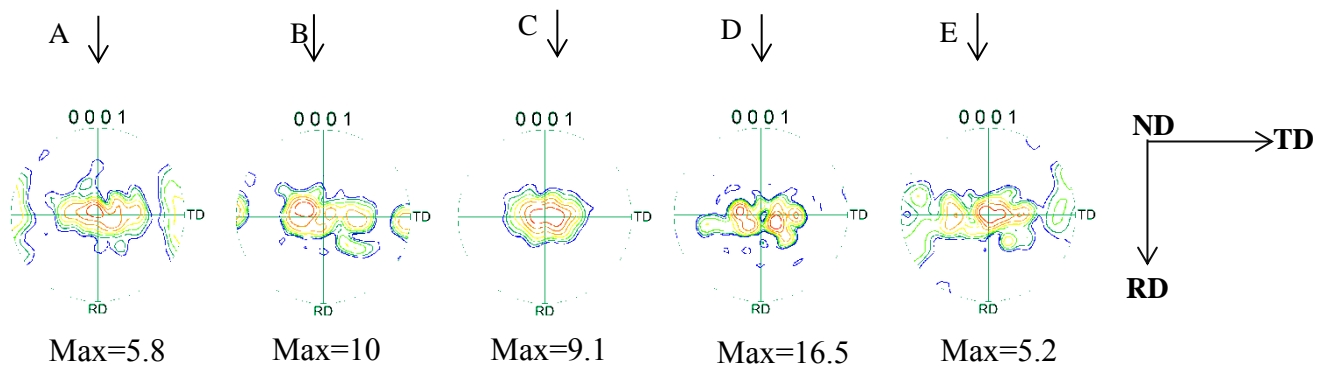 A B C D E
0001 0001 0001 0001 0001
ND TD
TD TD TD TD TD
RD RD RD RD RD
RD
Max=5.8 Max=10 Max=9.1 Max=16.5 Max=5.2